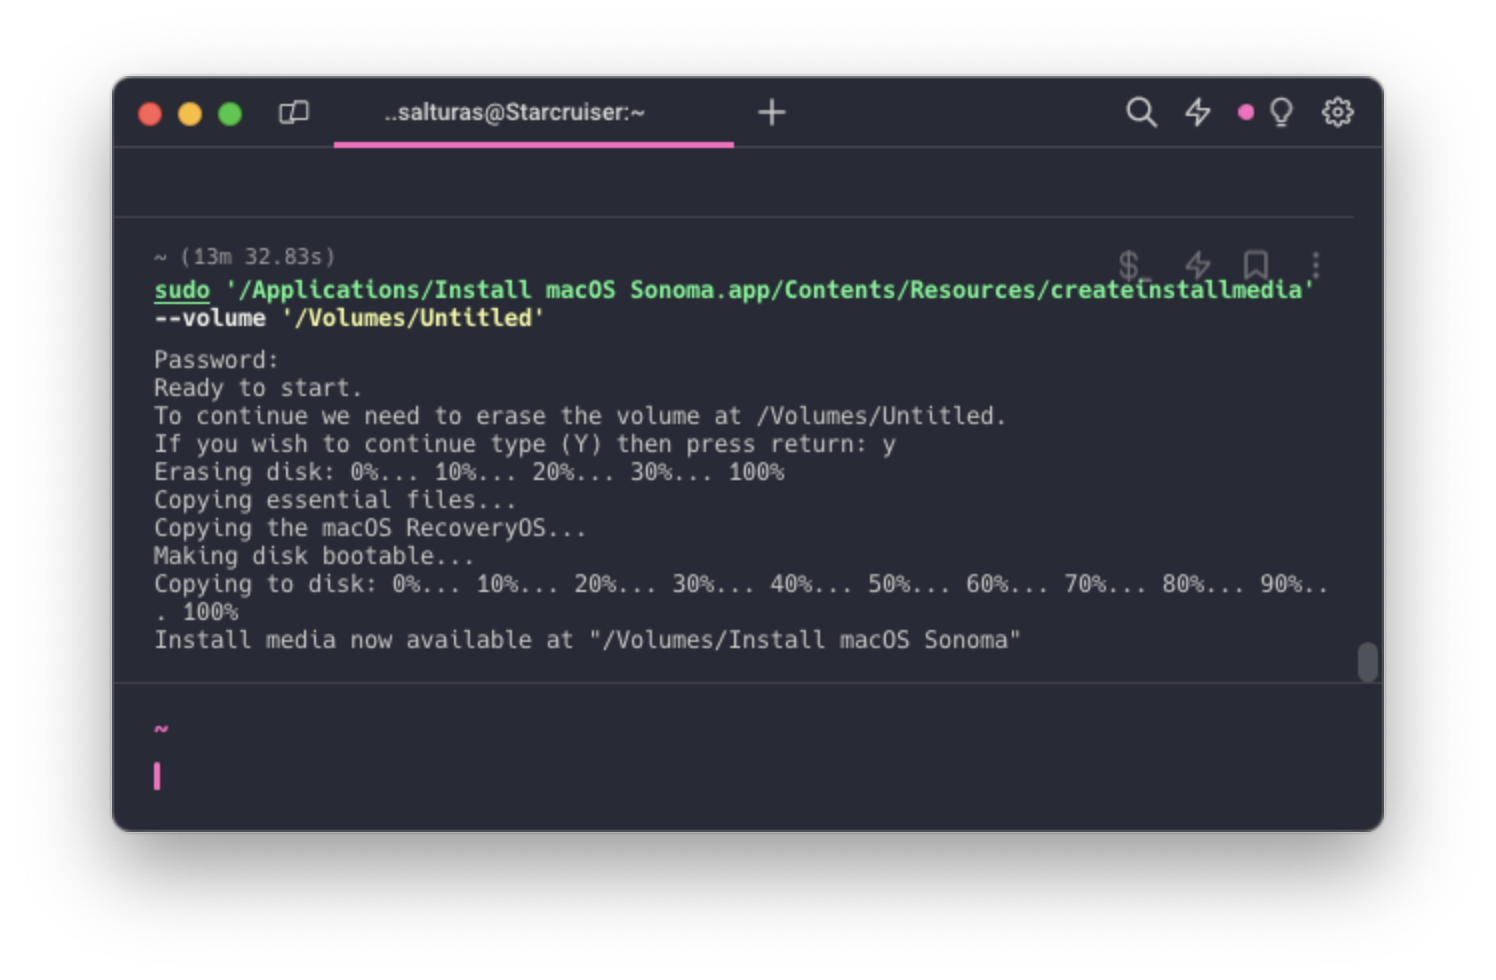 ..salturas@Starcruiser:~
~ (13m 32.83s)
sudo '/Applications/Install macOS Sonoma.app/Contents/Resources/createinstallmedia'
--volume '/Volumes/Untitled'
Password:
Ready to start.
To continue we need to erase the volume at /Volumes/Untitled.
If you wish to continue type (Y) then press return: y
Erasing disk: 0%... 10%... 20%... 30%... 100%
Copying essential files...
Copying the macOS RecoveryOS...
Making disk bootable...
Copying to disk: 0%... 10%... 20%... 30%... 40%... 50%... 60%... 70%... 80%... 90%..
. 100%
Install media now available at "/Volumes/Install macOS Sonoma"
~